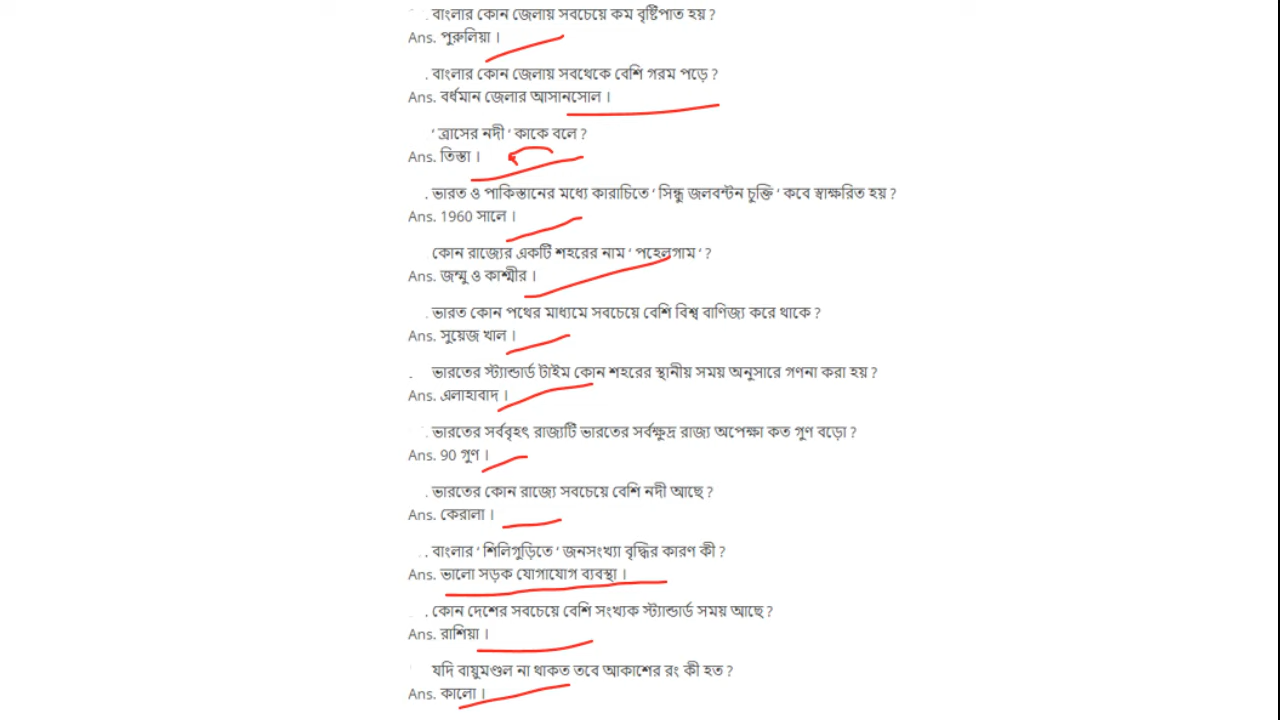 . বাংলার কোন জেলায় সবচেয়ে কম বৃষ্টিপাত হয় ?
Ans. পুরুলিয়া ।
. বাংলার কোন জেলায় সবথেকে বেশি গরম পড়ে ?
Ans. বর্ধমান জেলার আসানসোল ।
‘ ত্রাসের নদী ‘ কাকে বলে ?
Ans. তিস্তা ।
. ভারত ও পাকিস্তানের মধ্যে কারাচিতে ‘ সিন্ধু জলবন্টন চুক্তি ‘ কবে স্বাক্ষরিত হয় ?
Ans. 1960 সালে ।
কোন রাজ্যের একটি শহরের নাম ‘ পহেলগাম ‘ ?
Ans. জম্মু ও কাশ্মীর ।
. ভারত কোন পথের মাধ্যমে সবচেয়ে বেশি বিশ্ব বাণিজ্য করে থাকে ?
Ans. সুয়েজ খাল ।
. ভারতের স্ট্যান্ডার্ড টাইম কোন শহরের স্থানীয় সময় অনুসারে গণনা করা হয় ?
Ans. এলাহাবাদ ।
. ভারতের সর্ববৃহৎ রাজ্যটি ভারতের সর্বক্ষুদ্র রাজ্য অপেক্ষা কত গুণ বড়ো ?
Ans. 90 গুণ ।
. ভারতের কোন রাজ্যে সবচেয়ে বেশি নদী আছে ?
Ans. কেরালা ।
. বাংলার ‘ শিলিগুড়িতে ‘ জনসংখ্যা বৃদ্ধির কারণ কী ?
Ans. ভালো সড়ক যোগাযোগ ব্যবস্থা ।
. কোন দেশের সবচেয়ে বেশি সংখ্যক স্ট্যান্ডার্ড সময় আছে ?
Ans. রাশিয়া ।
যদি বায়ুমণ্ডল না থাকত তবে আকাশের রং কী হত ?
Ans. কালো ।